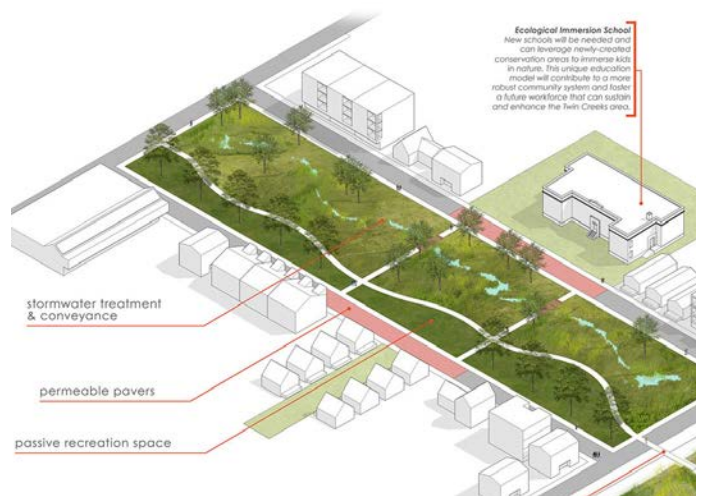 Ecological Immersion School
New schools will be needed and
can leverage newly-created
conservation areas to immerse kids
in nature. This unique education
model will contribute to a more
robust community system and foster
a future workforce that can sustain
and enhance the Twin Creeks area.
stormwater treatment
& conveyance
permeable pavers
passive recreation space